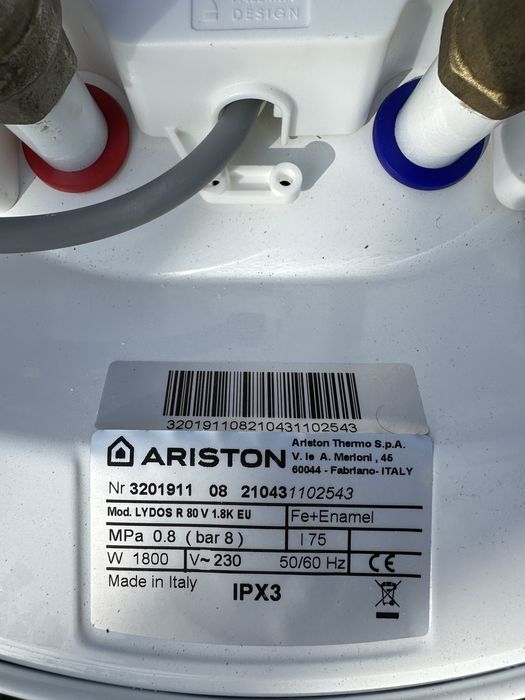 DESIGN
320191108210431102543
ARISTON
Ariston Thermo S.p.A.
V. le A. Merloni , 45
60044 - Fabriano- ITALY
Nr 3201911 08 210431102543
Mod. LYDOS R 80 V 1.8K EU Fe+Enamel
MPa 0.8 ( bar 8 ) l 75
W 1800 V~ 230 50/60 Hz CE
Made in Italy IPX3